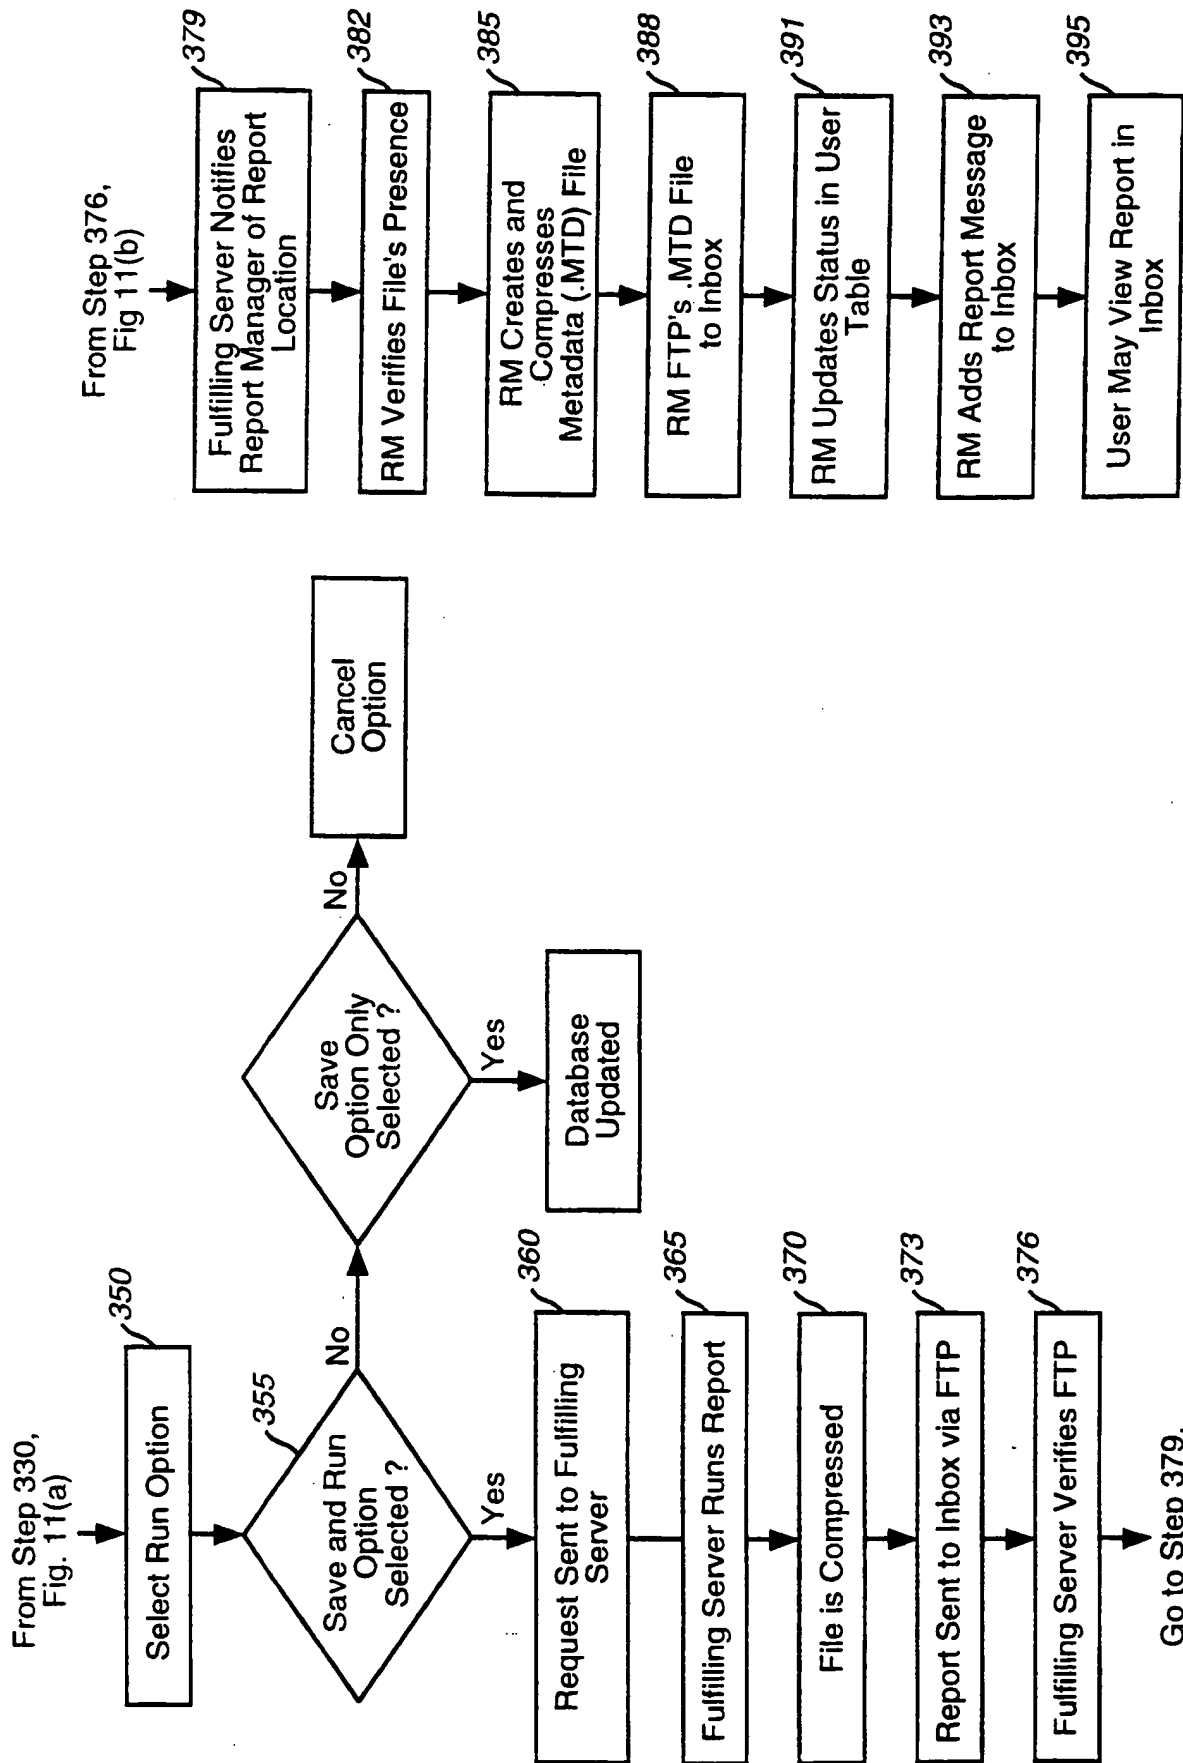 From Step 330,
Fig. 11(a)
350
Select Run Option
355
Save and Run
Option
Selected ?
No
Yes
Save
Option Only
Selected ?
No
Cancel
Option
Yes
Database
Updated
360
Request Sent to Fulfilling
Server
365
Fulfilling Server Runs Report
370
File is Compressed
373
Report Sent to Inbox via FTP
376
Fulfilling Server Verifies FTP
Go to Step 379.
From Step 376,
Fig 11(b)
379
Fulfilling Server Notifies
Report Manager of Report
Location
382
RM Verifies File's Presence
385
RM Creates and
Compresses
Metadata (.MTD) File
388
RM FTP's .MTD File
to Inbox
391
RM Updates Status in User
Table
393
RM Adds Report Message
to Inbox
395
User May View Report in
Inbox